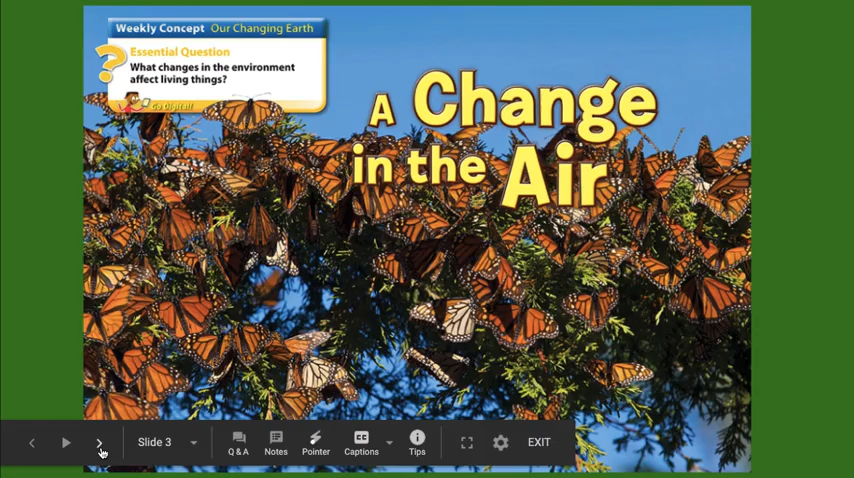 Weekly Concept Our Changing Earth
Essential Question
?
What changes in the environment
affect living things?
Go Digital!
A Change
in the Air
Slide 3
Q & A
Notes
Pointer
CC
Captions
Tips
EXIT